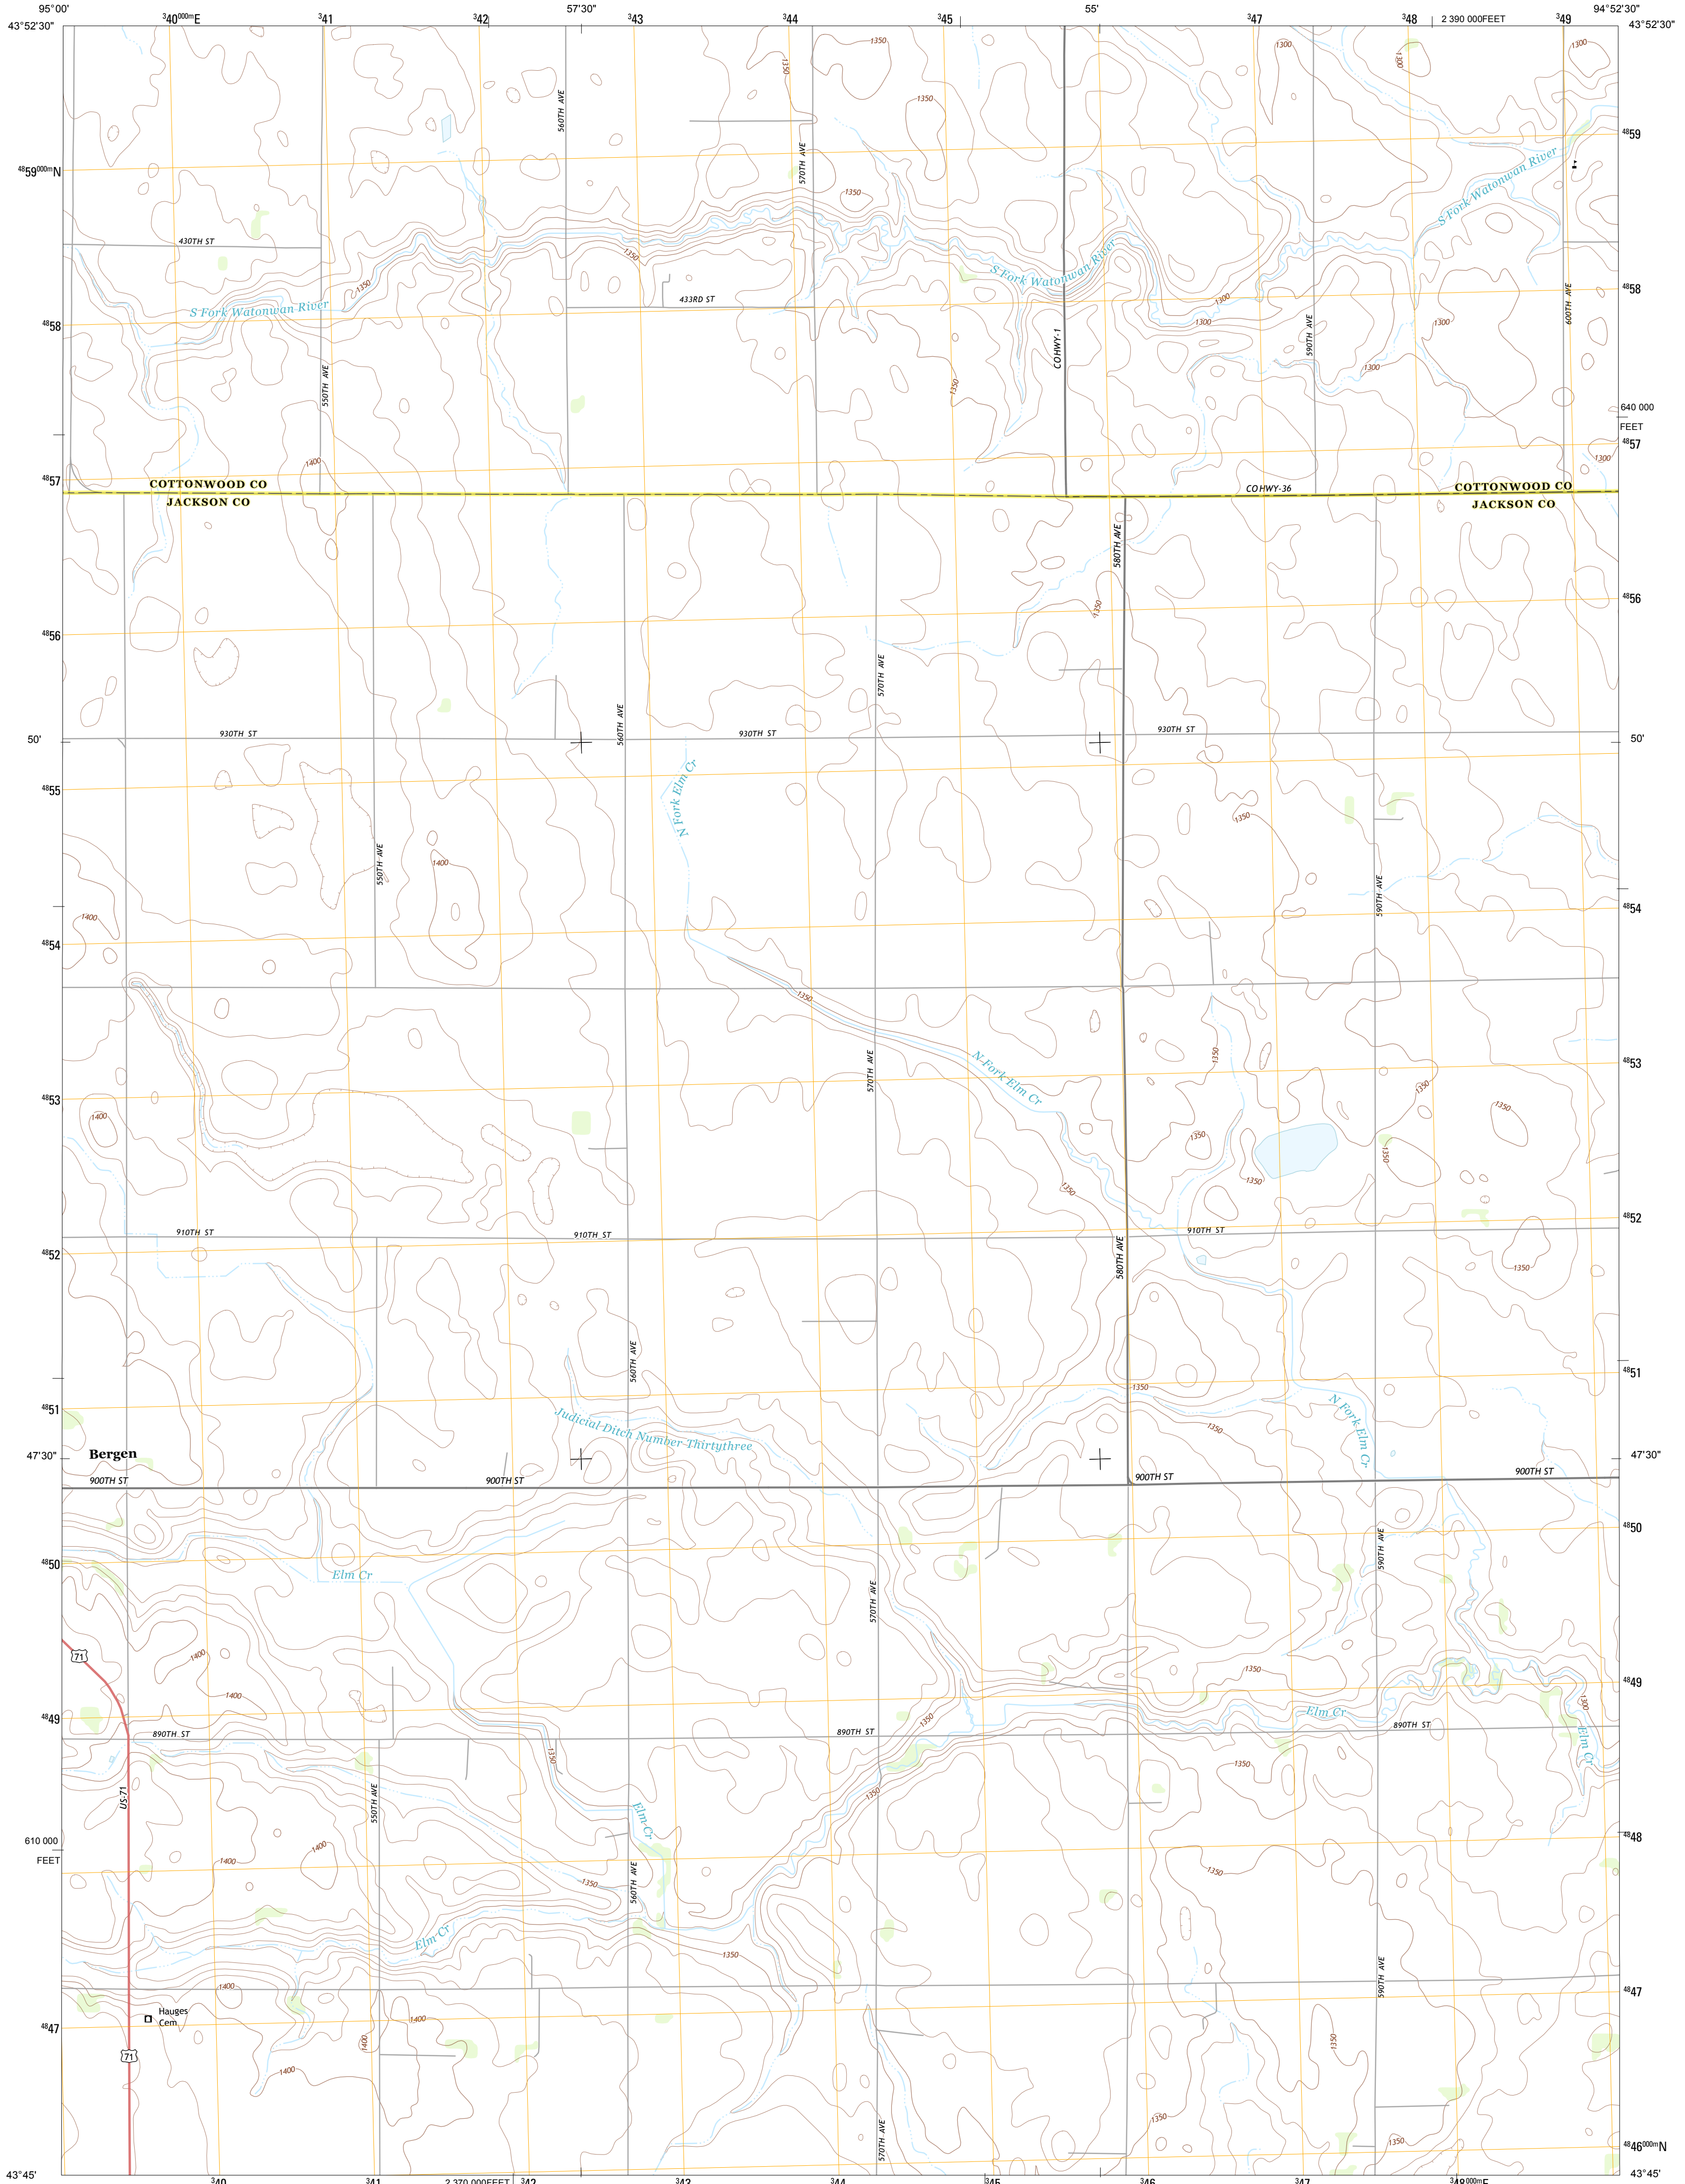 95°00'
³40⁰⁰⁰ᵐE
³41
³42
57'30"
³43
³44
³45
55'
³47
³48
2 390 000FEET
³49
94°52'30"
43°52'30"
43°52'30"
1350
1350
1300
1300
1300
560TH AVE
1350
⁴⁸59
570TH AVE
⁴⁸59⁰⁰⁰ᵐN
S Fork Watonwan River
1350
430TH ST
1350
S Fork Watonwan River
1350
⁴⁸58
433RD ST
1300
600TH AVE
S Fork Watonwan River
⁴⁸58
1300
1300
590TH AVE
COHWY-1
1300
550TH AVE
1350
640 000
FEET
⁴⁸57
1400
1300
⁴⁸57
COTTONWOOD CO
COHWY-36
COTTONWOOD CO
JACKSON CO
JACKSON CO
580TH AVE
⁴⁸56
1350
⁴⁸56
570TH AVE
560TH AVE
930TH ST
930TH ST
930TH ST
50'
50'
N Fork Elm Cr
⁴⁸55
1350
550TH AVE
1400
590TH AVE
1400
⁴⁸54
⁴⁸54
1350
1350
N Fork Elm Cr
570TH AVE
⁴⁸53
1350
⁴⁸53
1350
1400
1350
1350
1350
1350
⁴⁸52
910TH ST
910TH ST
910TH ST
⁴⁸52
580TH AVE
1350
560TH AVE
⁴⁸51
1350
⁴⁸51
Judicial Ditch Number Thirtythree
1350
N Fork Elm Cr
Bergen
47'30"
47'30"
900TH ST
900TH ST
900TH ST
900TH ST
⁴⁸50
590TH AVE
⁴⁸50
Elm Cr
570TH AVE
1400
71
1350
⁴⁸49
1400
1300
⁴⁸49
Elm Cr
1350
890TH ST
890TH ST
890TH ST
Elm Cr
1350
1350
1350
1350
US-71
550TH AVE
Elm Cr
610 000
FEET
⁴⁸48
1400
1400
1350
1350
560TH AVE
Elm Cr
1350
590TH AVE
1400
⁴⁸47
Hauges
Cem
1400
⁴⁸47
1400
1350
71
1400
1350
570TH AVE
1350
⁴⁸46⁰⁰⁰ᵐN
43°45'
43°45'
³40
³41
2 370 000FEET
³42
³43
³44
³45
³46
³47
³48⁰⁰⁰ᵐE